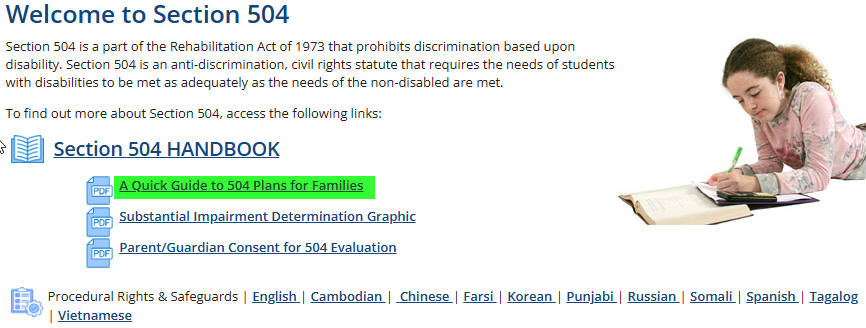 Welcome to Section 504
Section 504 is a part of the Rehabilitation Act of 1973 that prohibits discrimination based upon
disability. Section 504 is an anti-discrimination, civil rights statute that requires the needs of students
with disabilities to be met as adequately as the needs of the non-disabled are met.
To find out more about Section 504, access the following links:
Section 504 HANDBOOK
PDF A Quick Guide to 504 Plans for Families
PDF Substantial Impairment Determination Graphic
PDF Parent/Guardian Consent for 504 Evaluation
Procedural Rights & Safeguards | English | Cambodian | Chinese | Farsi | Korean | Punjabi | Russian | Somali | Spanish | Tagalog
| Vietnamese